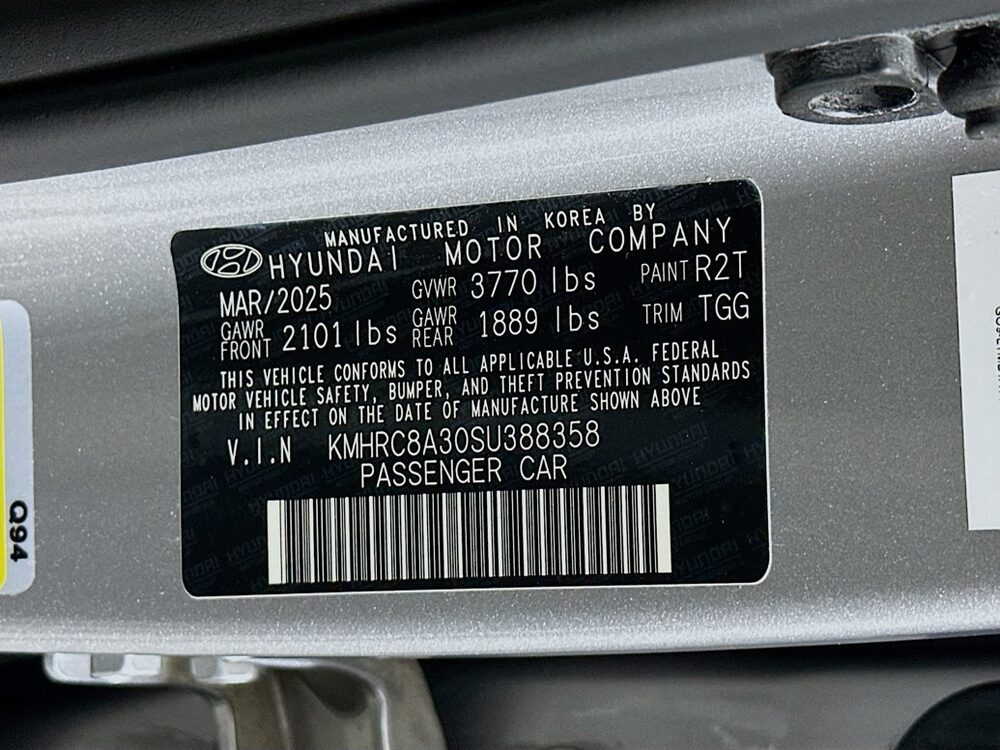 MANUFACTURED IN KOREA BY
HYUNDAI MOTOR COMPANY
MAR/2025 GVWR 3770 lbs PAINT R2T
GAWR FRONT 2101 lbs GAWR REAR 1889 lbs TRIM TGG
THIS VEHICLE CONFORMS TO ALL APPLICABLE U.S.A. FEDERAL
MOTOR VEHICLE SAFETY, BUMPER, AND THEFT PREVENTION STANDARDS
IN EFFECT ON THE DATE OF MANUFACTURE SHOWN ABOVE
V.I.N KMHRC8A30SU388358
PASSENGER CAR
Q94